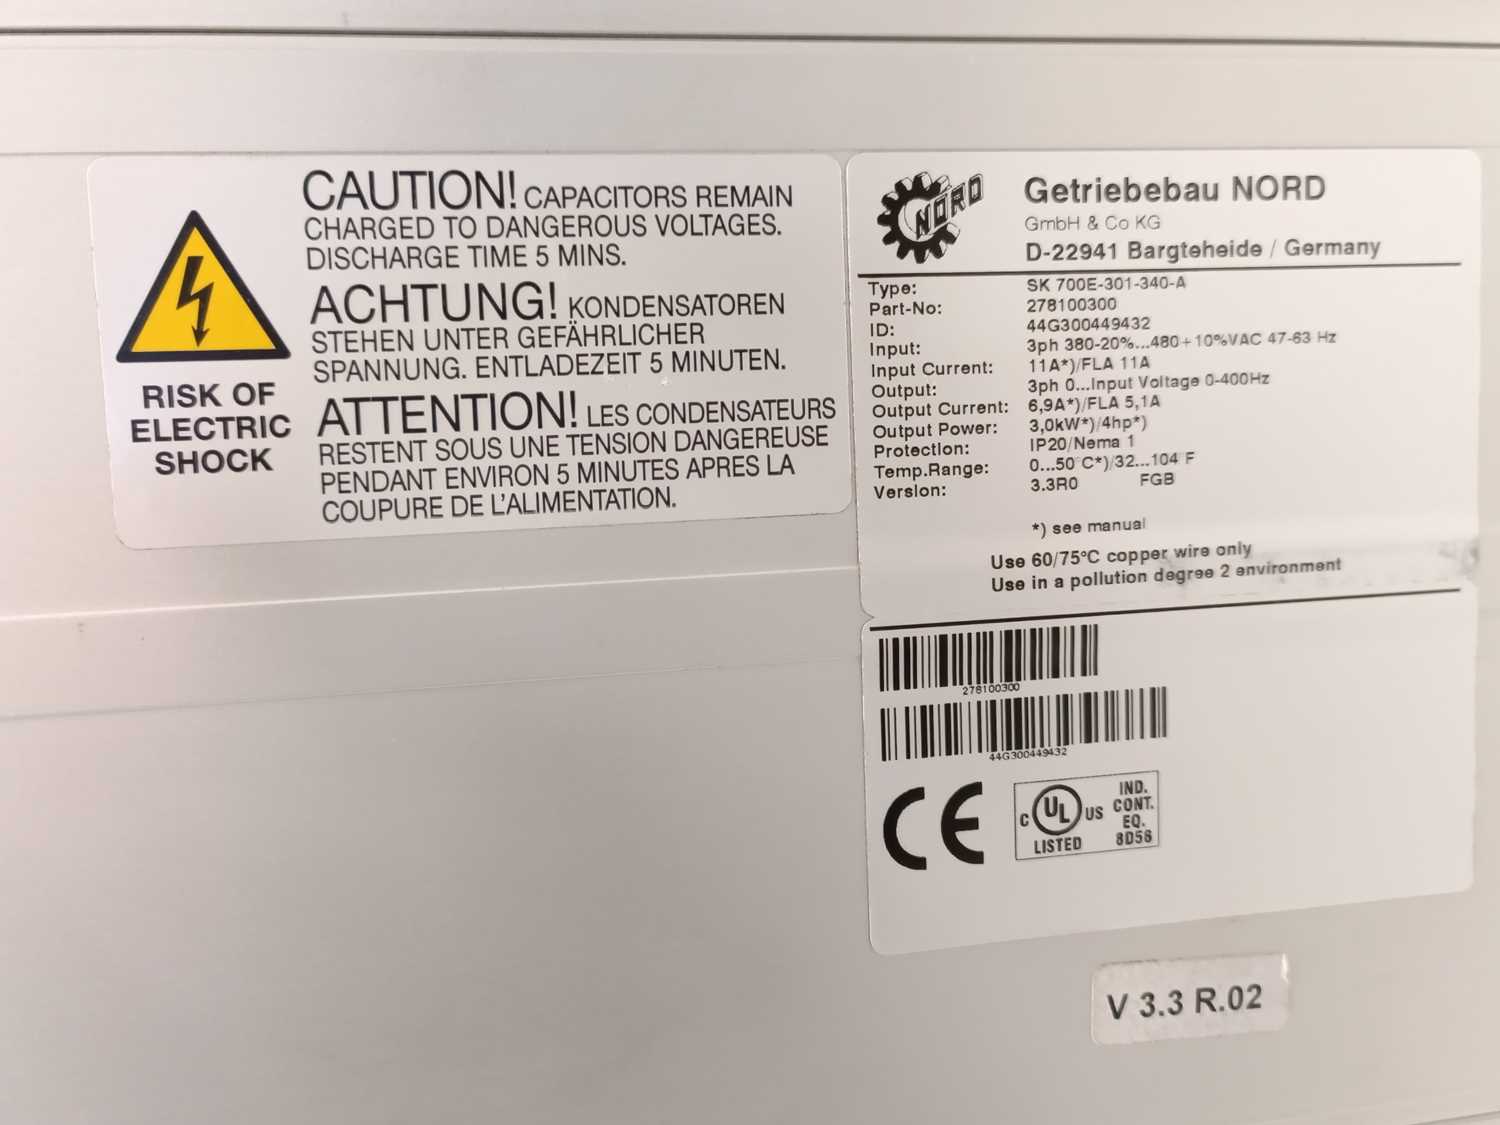 RISK OF
ELECTRIC
SHOCK
CAUTION! CAPACITORS REMAIN
CHARGED TO DANGEROUS VOLTAGES.
DISCHARGE TIME 5 MINS.
ACHTUNG! KONDENSATOREN
STEHEN UNTER GEFÄHRLICHER
SPANNUNG. ENTLADEZEIT 5 MINUTEN.
ATTENTION! LES CONDENSATEURS
RESTENT SOUS UNE TENSION DANGEREUSE
PENDANT ENVIRON 5 MINUTES APRES LA
COUPURE DE L'ALIMENTATION.
NORD
Getriebebau NORD
GmbH & Co KG
D-22941 Bargteheide / Germany
Type: SK 700E-301-340-A
Part-No: 278100300
ID: 44G300449432
Input: 3ph 380-20%...480+10%VAC 47-63 Hz
Input Current: 11A*)/FLA 11A
Output: 3ph 0...Input Voltage 0-400Hz
Output Current: 6,9A*)/FLA 5,1A
Output Power: 3,0kW*)/4hp*)
Protection: IP20/Nema 1
Temp.Range: 0...50°C*)/32...104°F
Version: 3.3R0 FGB
*) see manual
Use 60/75°C copper wire only
Use in a pollution degree 2 environment
278100300
44G300449432
CE
C UL US LISTED
IND.
CONT.
EQ.
8D56
V 3.3 R.02